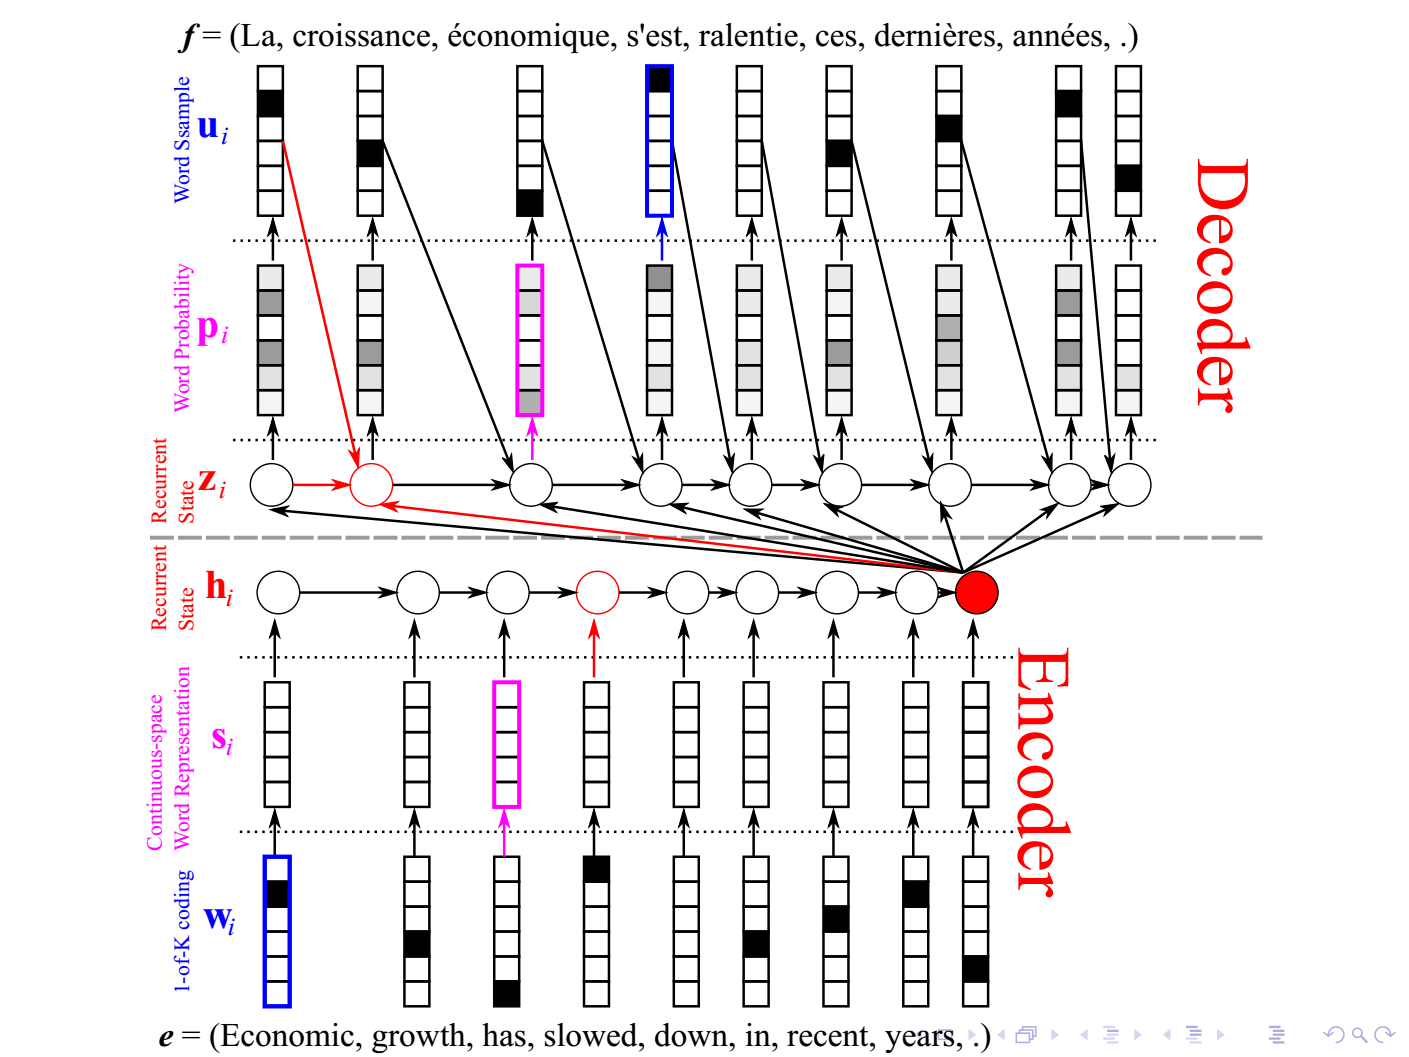 f = (La, croissance, économique, s'est, ralentie, ces, dernières, années, .)
Word Ssample
u_i
Decoder
Word Probability
p_i
Recurrent
State
z_i
Recurrent
State
h_i
Encoder
Continuous-space
Word Representation
s_i
1-of-K coding
w_i
e = (Economic, growth, has, slowed, down, in, recent, years, .)